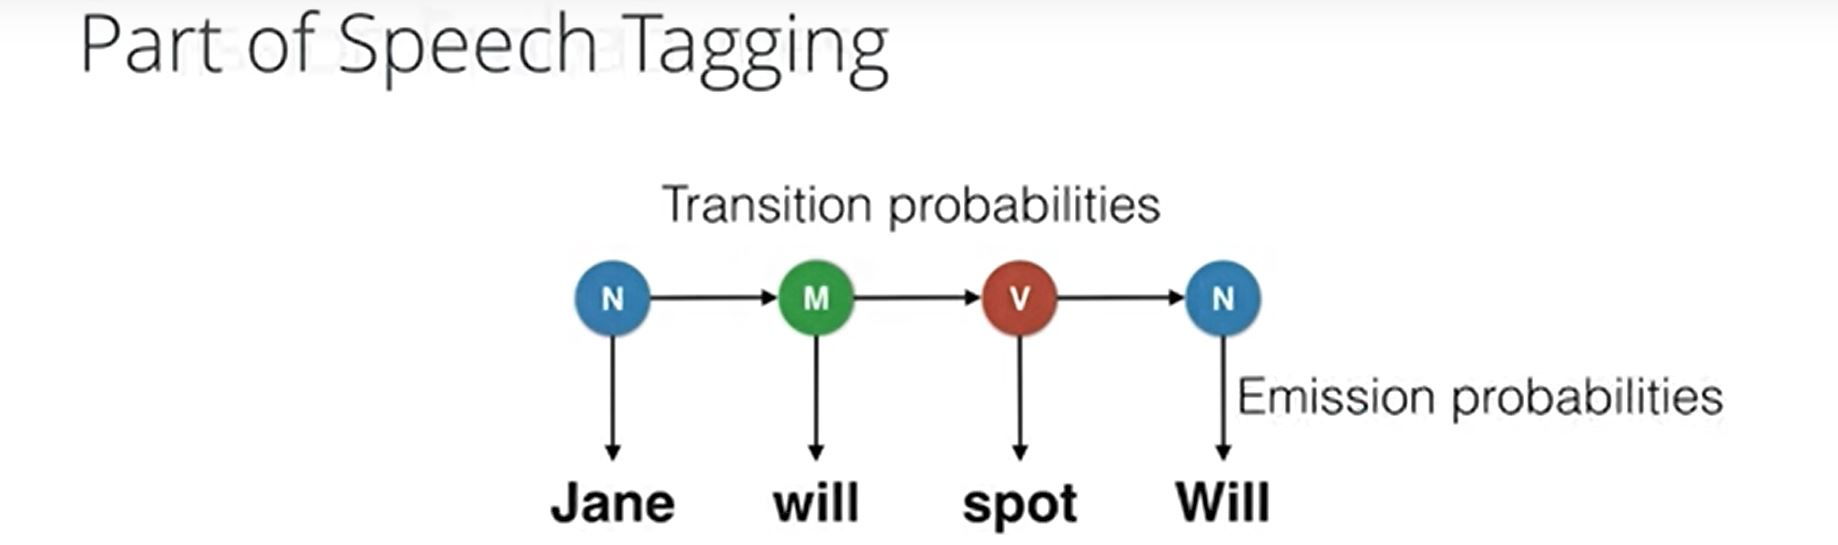 Part of Speech Tagging
Transition probabilities
N M V N
Emission probabilities
Jane will spot Will